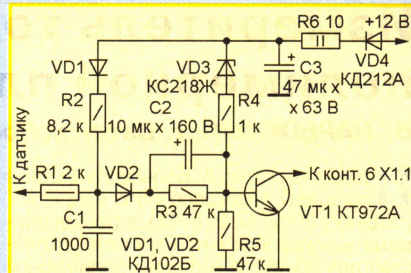 R6 10
+12 В
VD1
VD3
КС218Ж
C3
47 мк х
х 63 В
VD4
КД212А
R2
8,2 к
C2
10 мк х 160 В
R4
1 к
К датчику
R1 2 к
VD2
R3 47 к
К конт. 6 Х1.1
VT1 КТ972А
C1
1000
VD1, VD2
КД102Б
R5
47к